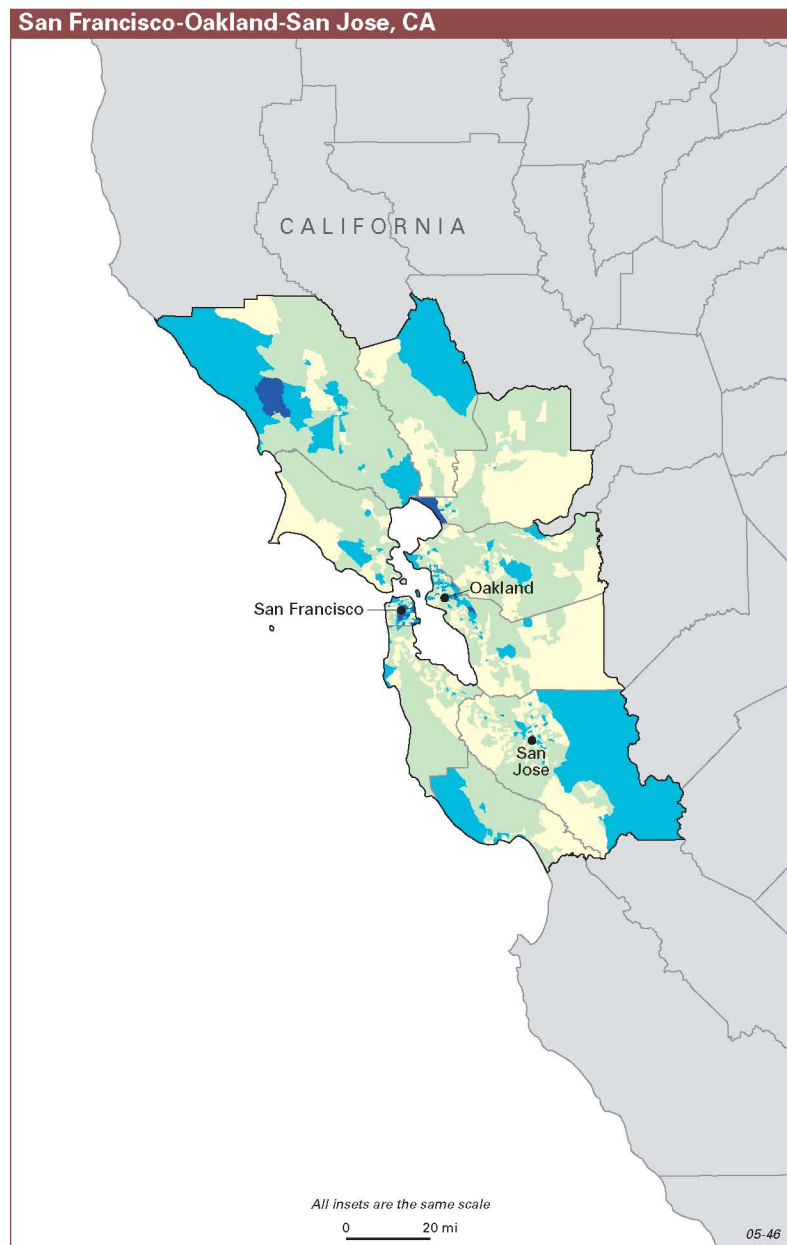 San Francisco-Oakland-San Jose, CA
CALIFORNIA
Oakland
San Francisco
San
Jose
All insets are the same scale
0 20 mi
05-46